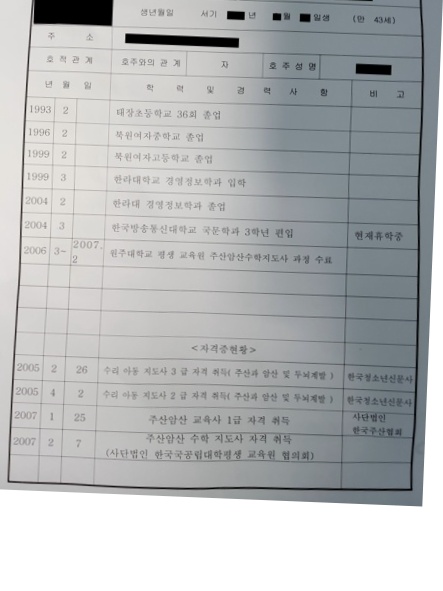 생년월일 서기 년 월 일생 (만 43세)
주 소
호적관계 호주와의 관계 자 호주성명
년 월 일 학 력 및 경 력 사 항 비 고
1993 2 태장초등학교 36회 졸업
1996 2 북원여자중학교 졸업
1999 2 북원여자고등학교 졸업
1999 3 한라대학교 경영정보학과 입학
2004 2 한라대 경영정보학과 졸업
2004 3 한국방송통신대학교 국문학과 3학년 편입 현재휴학중
2006 3~ 2007. 2 원주대학교 평생 교육원 주산암산수학지도사 과정 수료
<자격증현황>
2005 2 26 수리 아동 지도사 3 급 자격 취득( 주산과 암산 및 두뇌계발 ) 한국청소년신문사
2005 4 2 수리 아동 지도사 2 급 자격 취득( 주산과 암산 및 두뇌계발 ) 한국청소년신문사
2007 1 25 주산암산 교육사 1급 자격 취득 사단법인
한국주산협회
2007 2 7 주산암산 수학 지도사 자격 취득
(사단법인 한국국공립대학평생 교육원 협의회)